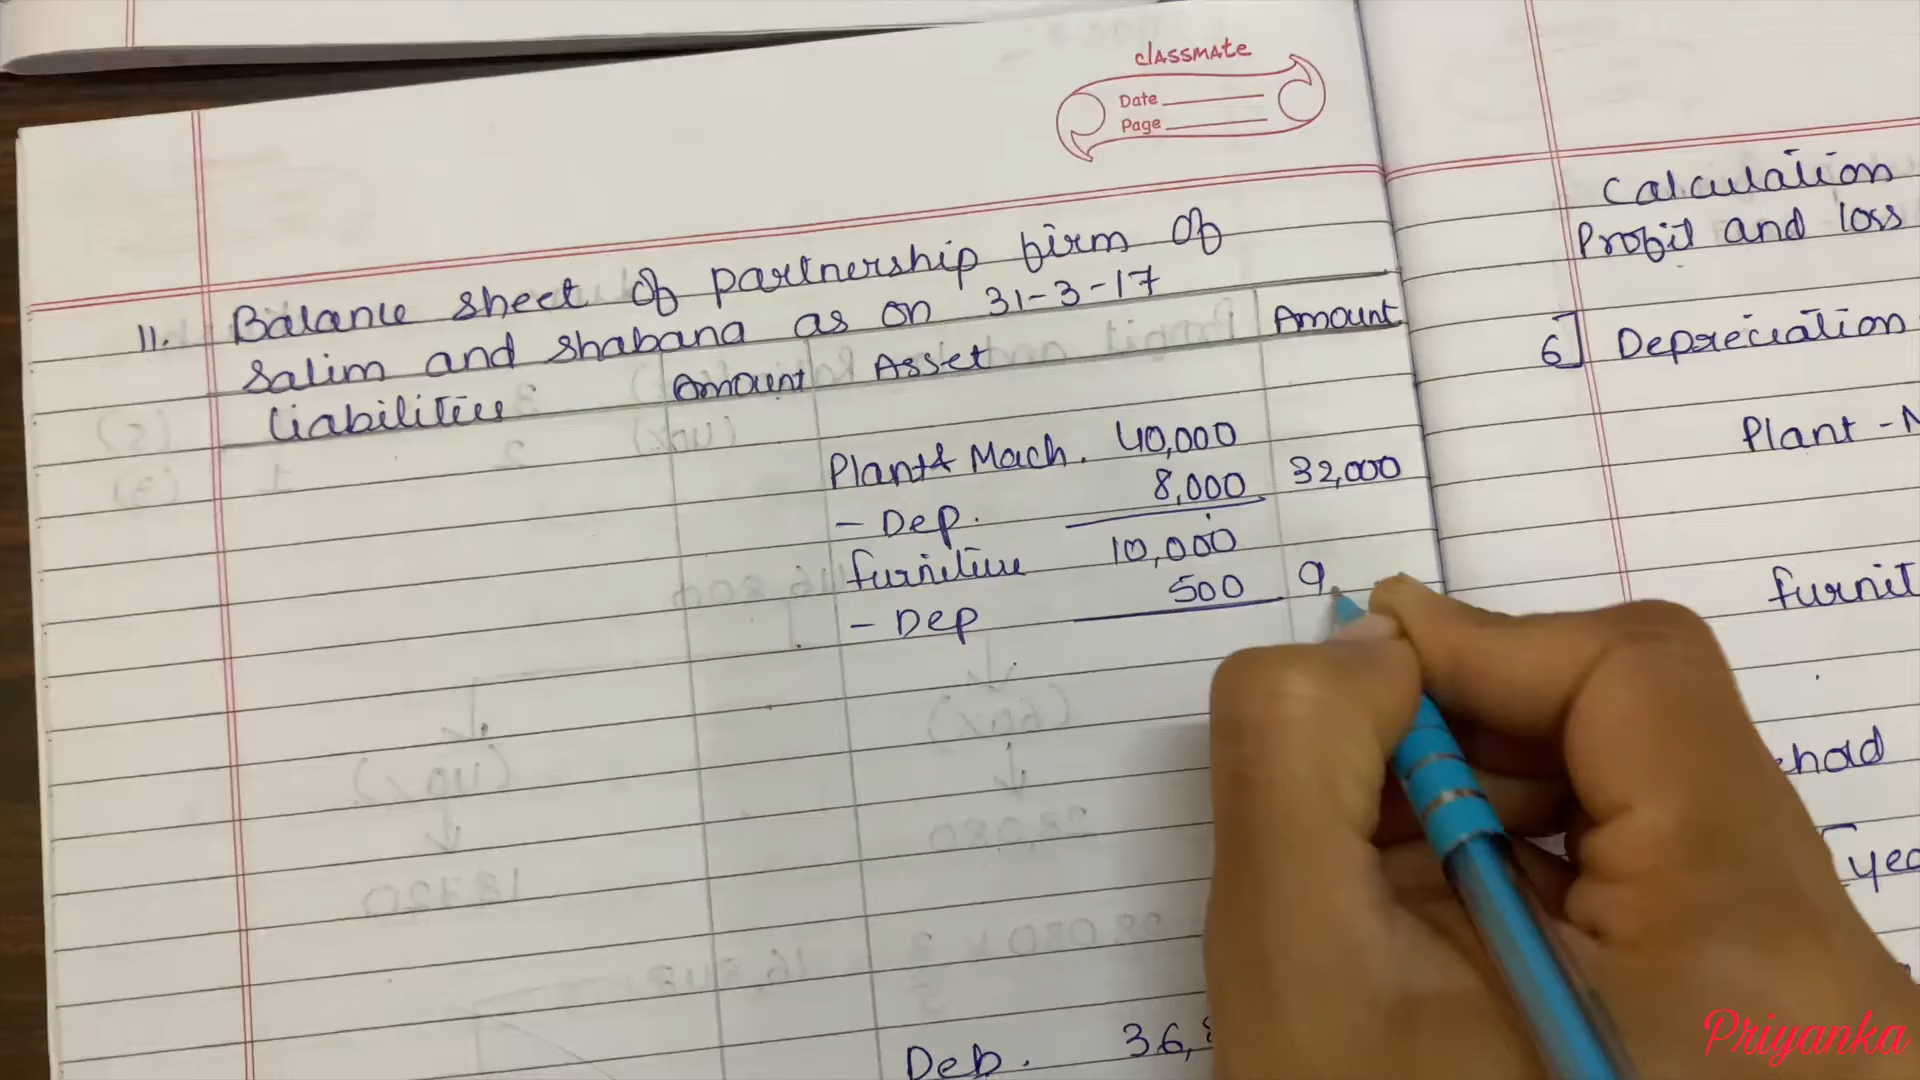 classmate
Date
Page
11. Balance sheet of partnership firm of
Salim and Shabana as on 31-3-17
Liabilities Amount Asset Amount
Plant & Mach. 40,000
- Dep. 8,000 32,000
furniture 10,000
- Dep 500 9
Deb. 36,
Calculation
Profit and loss
6] Depreciation
Plant -
furnit
Priyanka